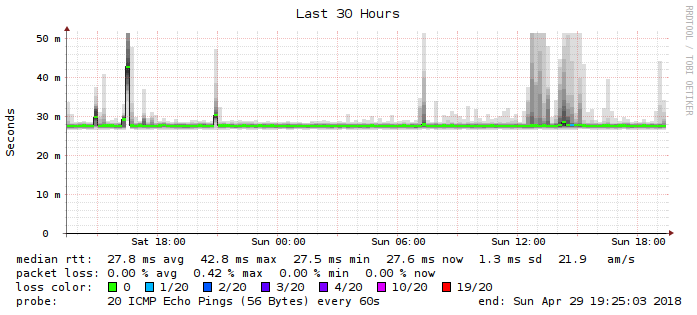 Last 30 Hours
RRDTOOL / TOBI OETIKER
Seconds
50 m
40 m
30 m
20 m
10 m
0
Sat 18:00 Sun 00:00 Sun 06:00 Sun 12:00 Sun 18:00
median rtt: 27.8 ms avg 42.8 ms max 27.5 ms min 27.6 ms now 1.3 ms sd 21.9 am/s
packet loss: 0.00 % avg 0.42 % max 0.00 % min 0.00 % now
loss color: 0 1/20 2/20 3/20 4/20 10/20 19/20
probe: 20 ICMP Echo Pings (56 Bytes) every 60s end: Sun Apr 29 19:25:03 2018